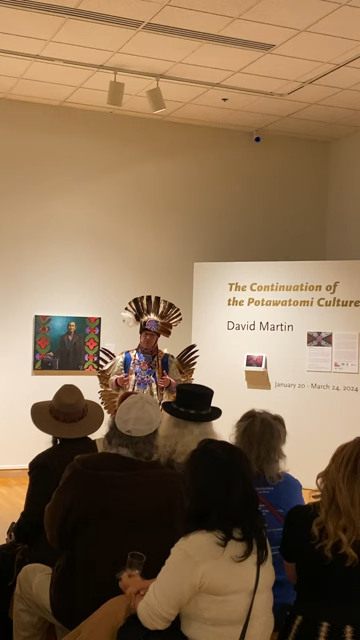 The Continuation of
the Potawatomi Culture
David Martin
January 20 - March 24, 2024